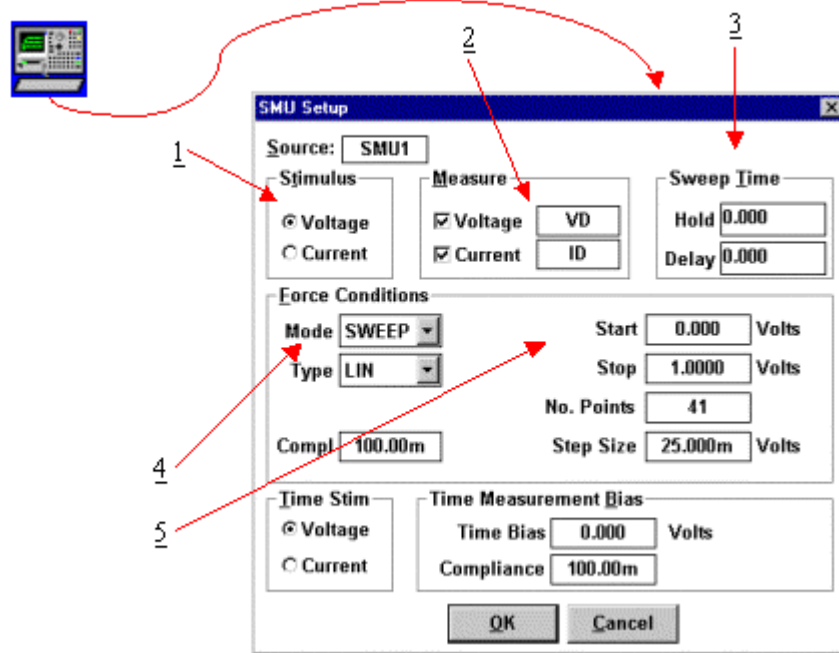 2
3
SMU Setup
1
Source: SMU1
Stimulus
Voltage
Current
Measure
Voltage VD
Current ID
Sweep Time
Hold 0.000
Delay 0.000
Force Conditions
Mode SWEEP
Type LIN
Compl 100.00m
Start 0.000 Volts
Stop 1.0000 Volts
No. Points 41
Step Size 25.000m Volts
4
5
Time Stim
Voltage
Current
Time Measurement Bias
Time Bias 0.000 Volts
Compliance 100.00m
OK
Cancel